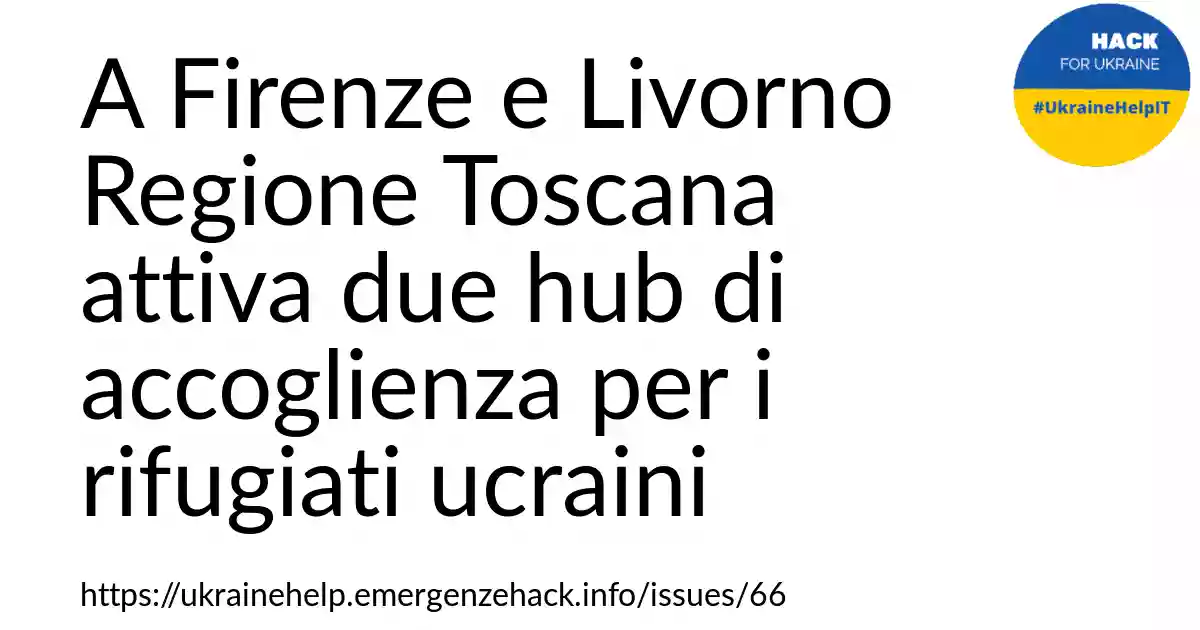 HACK
FOR UKRAINE
#UkraineHelpIT
A Firenze e Livorno
Regione Toscana
attiva due hub di
accoglienza per i
rifugiati ucraini
https://ukrainehelp.emergenzehack.info/issues/66